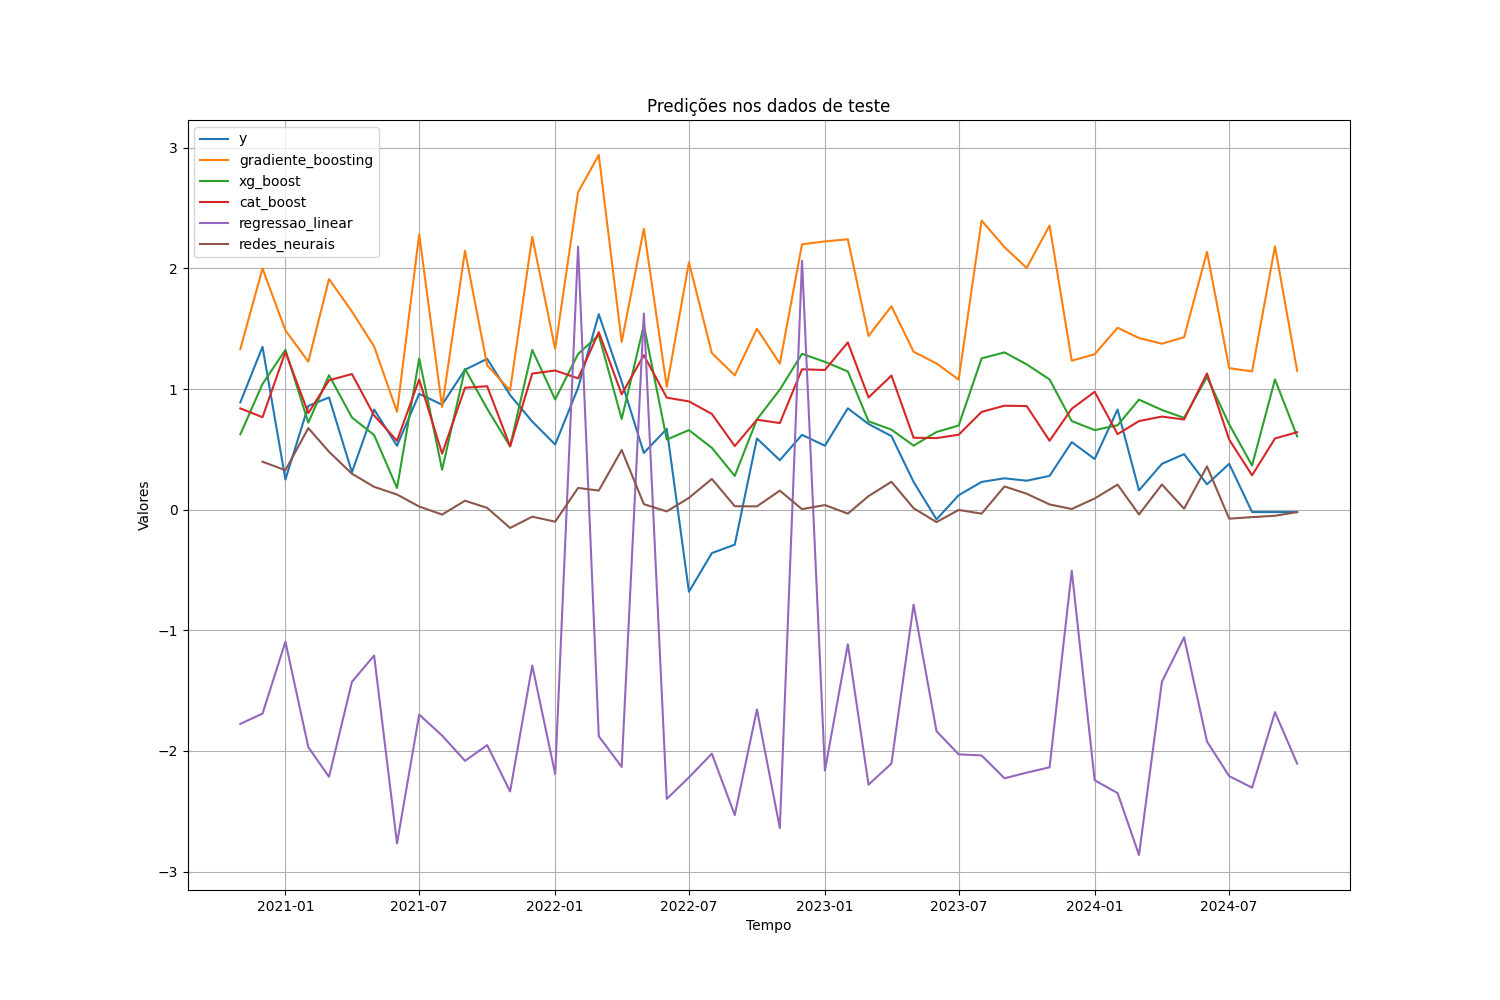 Predições nos dados de teste
y
gradiente_boosting
xg_boost
cat_boost
regressao_linear
redes_neurais
Valores
3
2
1
0
−1
−2
−3
2021-01
2021-07
2022-01
2022-07
2023-01
2023-07
2024-01
2024-07
Tempo